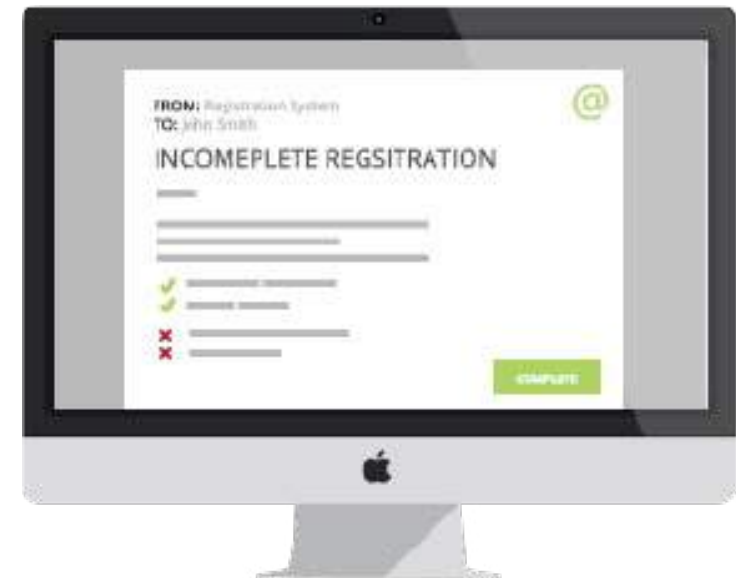 FROM: Registration System
TO: John Smith
@
INCOMEPLETE REGSITRATION
COMPLETE